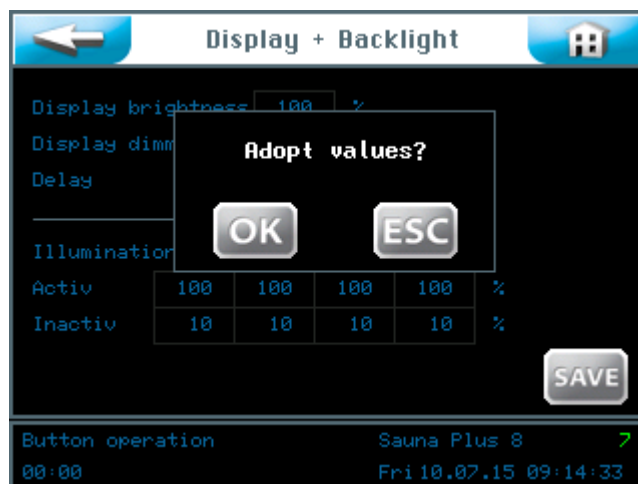 Display + Backlight
Display brightness 100 %
Display dimm
Adopt values?
Delay
OK ESC
Illumination
Activ 100 100 100 100 %
Inactiv 10 10 10 10 %
SAVE
Button operation Sauna Plus 8 7
00:00 Fri 10.07.15 09:14:33